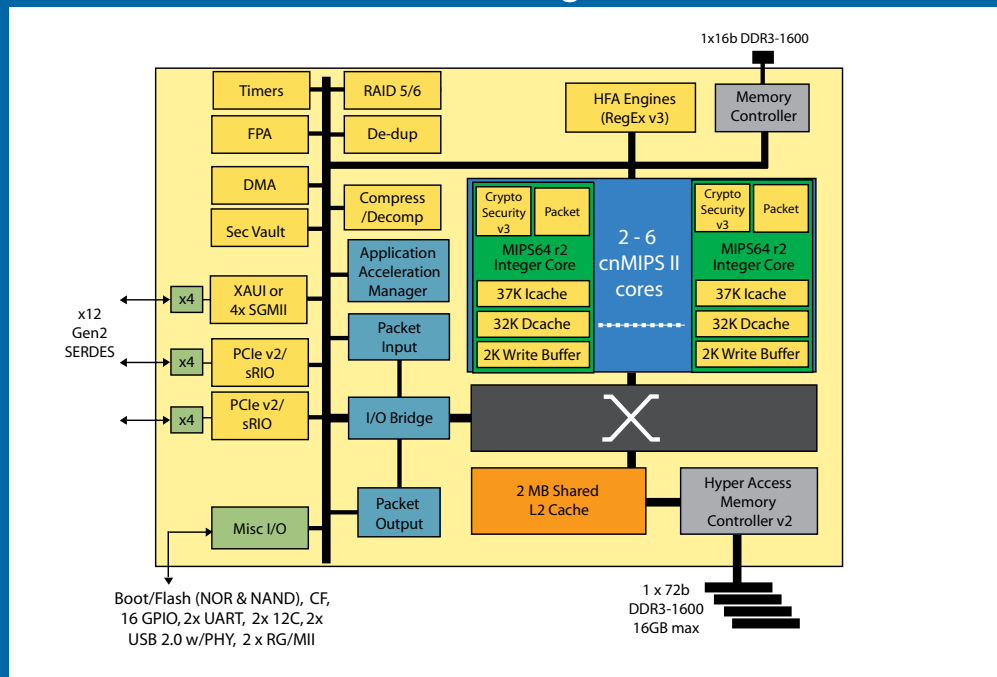 1x16b DDR3-1600
Timers
RAID 5/6
HFA Engines
(RegEx v3)
Memory
Controller
FPA
De-dup
DMA
Compress
/Decomp
Sec Vault
Crypto
Security
v3
Packet
MIPS64 r2
Integer Core
37K Icache
32K Dcache
2K Write Buffer
2 - 6
cnMIPS II
cores
Crypto
Security
v3
Packet
MIPS64 r2
Integer Core
37K Icache
32K Dcache
2K Write Buffer
Application
Acceleration
Manager
x12
Gen2
SERDES
x4
XAUI or
4x SGMII
Packet
Input
x4
PCIe v2/
sRIO
x4
PCIe v2/
sRIO
I/O Bridge
2 MB Shared
L2 Cache
Hyper Access
Memory
Controller v2
Packet
Output
Misc I/O
Boot/Flash (NOR & NAND), CF,
16 GPIO, 2x UART, 2x 12C, 2x
USB 2.0 w/PHY, 2 x RG/MII
1 x 72b
DDR3-1600
16GB max